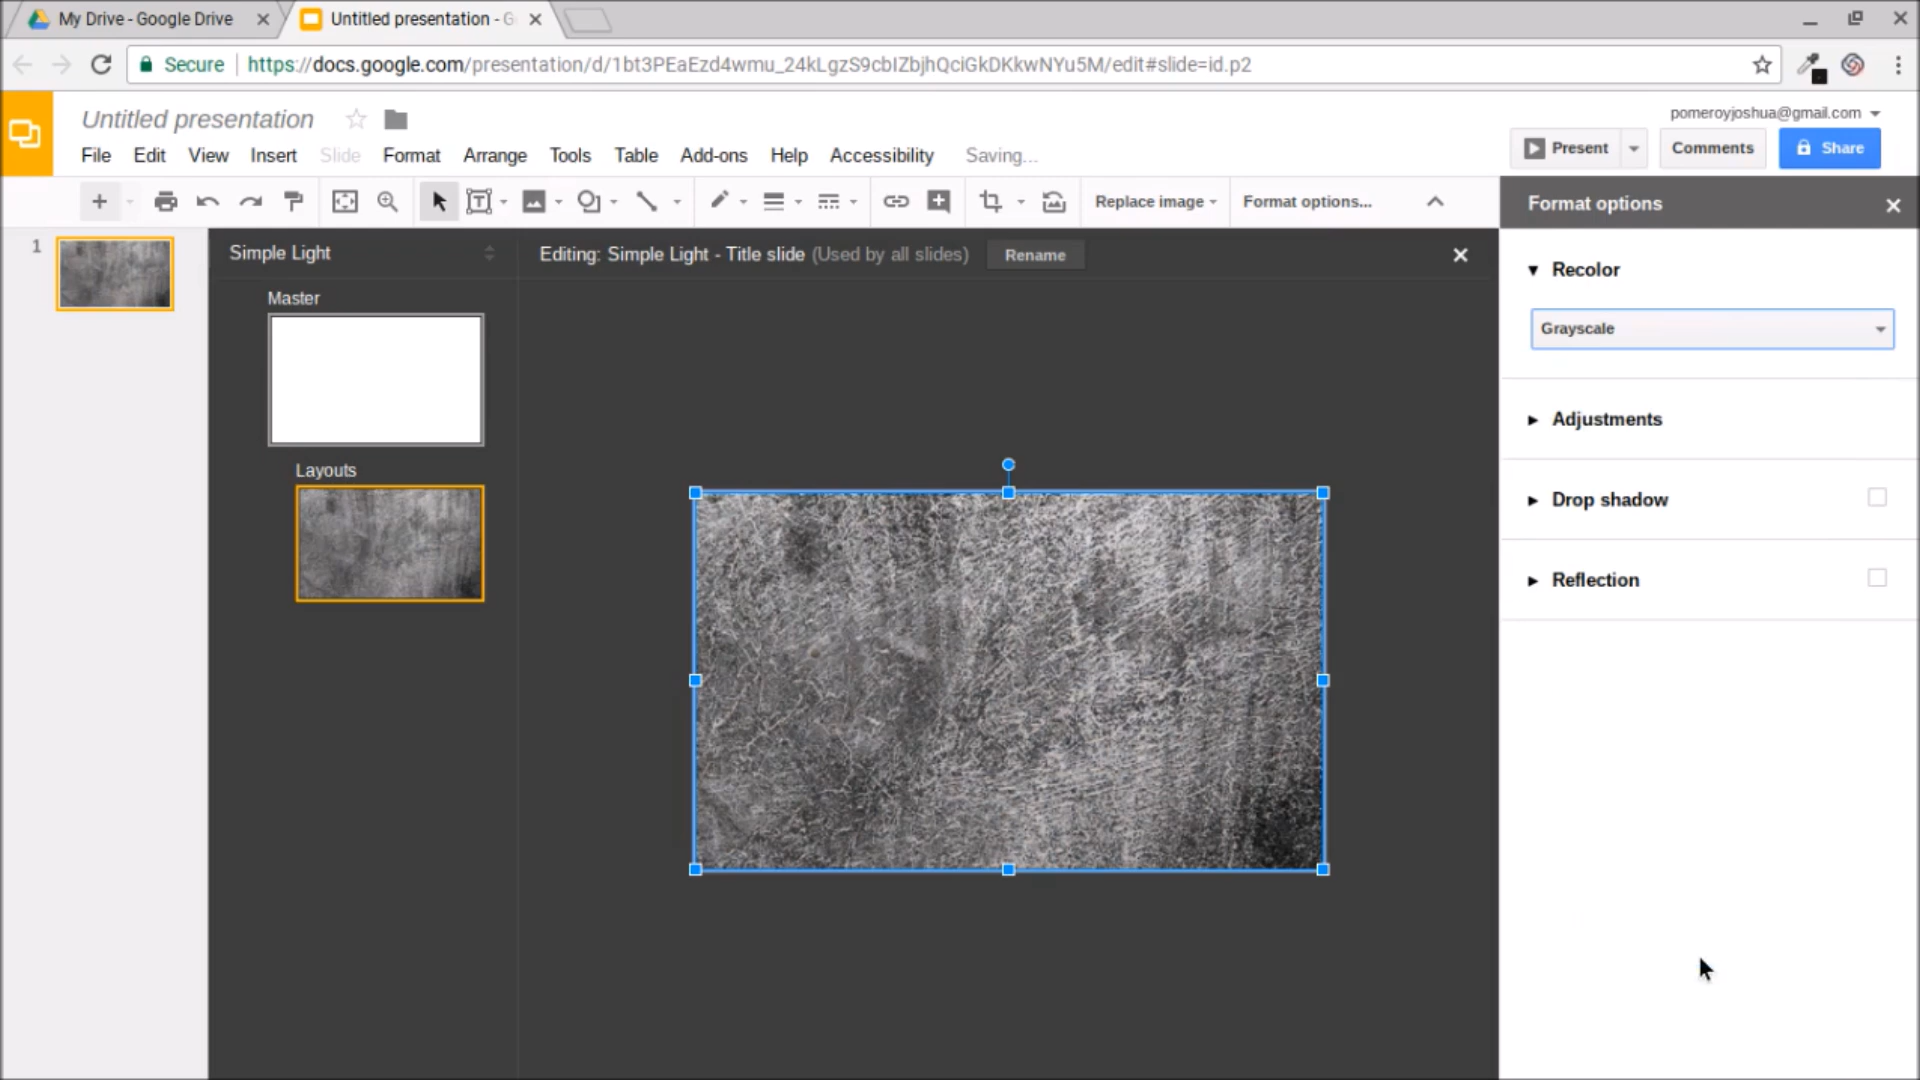 My Drive - Google Drive
Untitled presentation - G
Secure
https://docs.google.com/presentation/d/1bt3PEaEzd4wmu_24kLgzS9cbIZbjhQciGkDKkwNYu5M/edit#slide=id.p2
Untitled presentation
pomeroyjoshua@gmail.com
File Edit View Insert Slide Format Arrange Tools Table Add-ons Help Accessibility Saving...
Present Comments Share
Replace image Format options...
Format options
1
Simple Light
Editing: Simple Light - Title slide (Used by all slides) Rename
Master
Layouts
Recolor
Grayscale
Adjustments
Drop shadow
Reflection